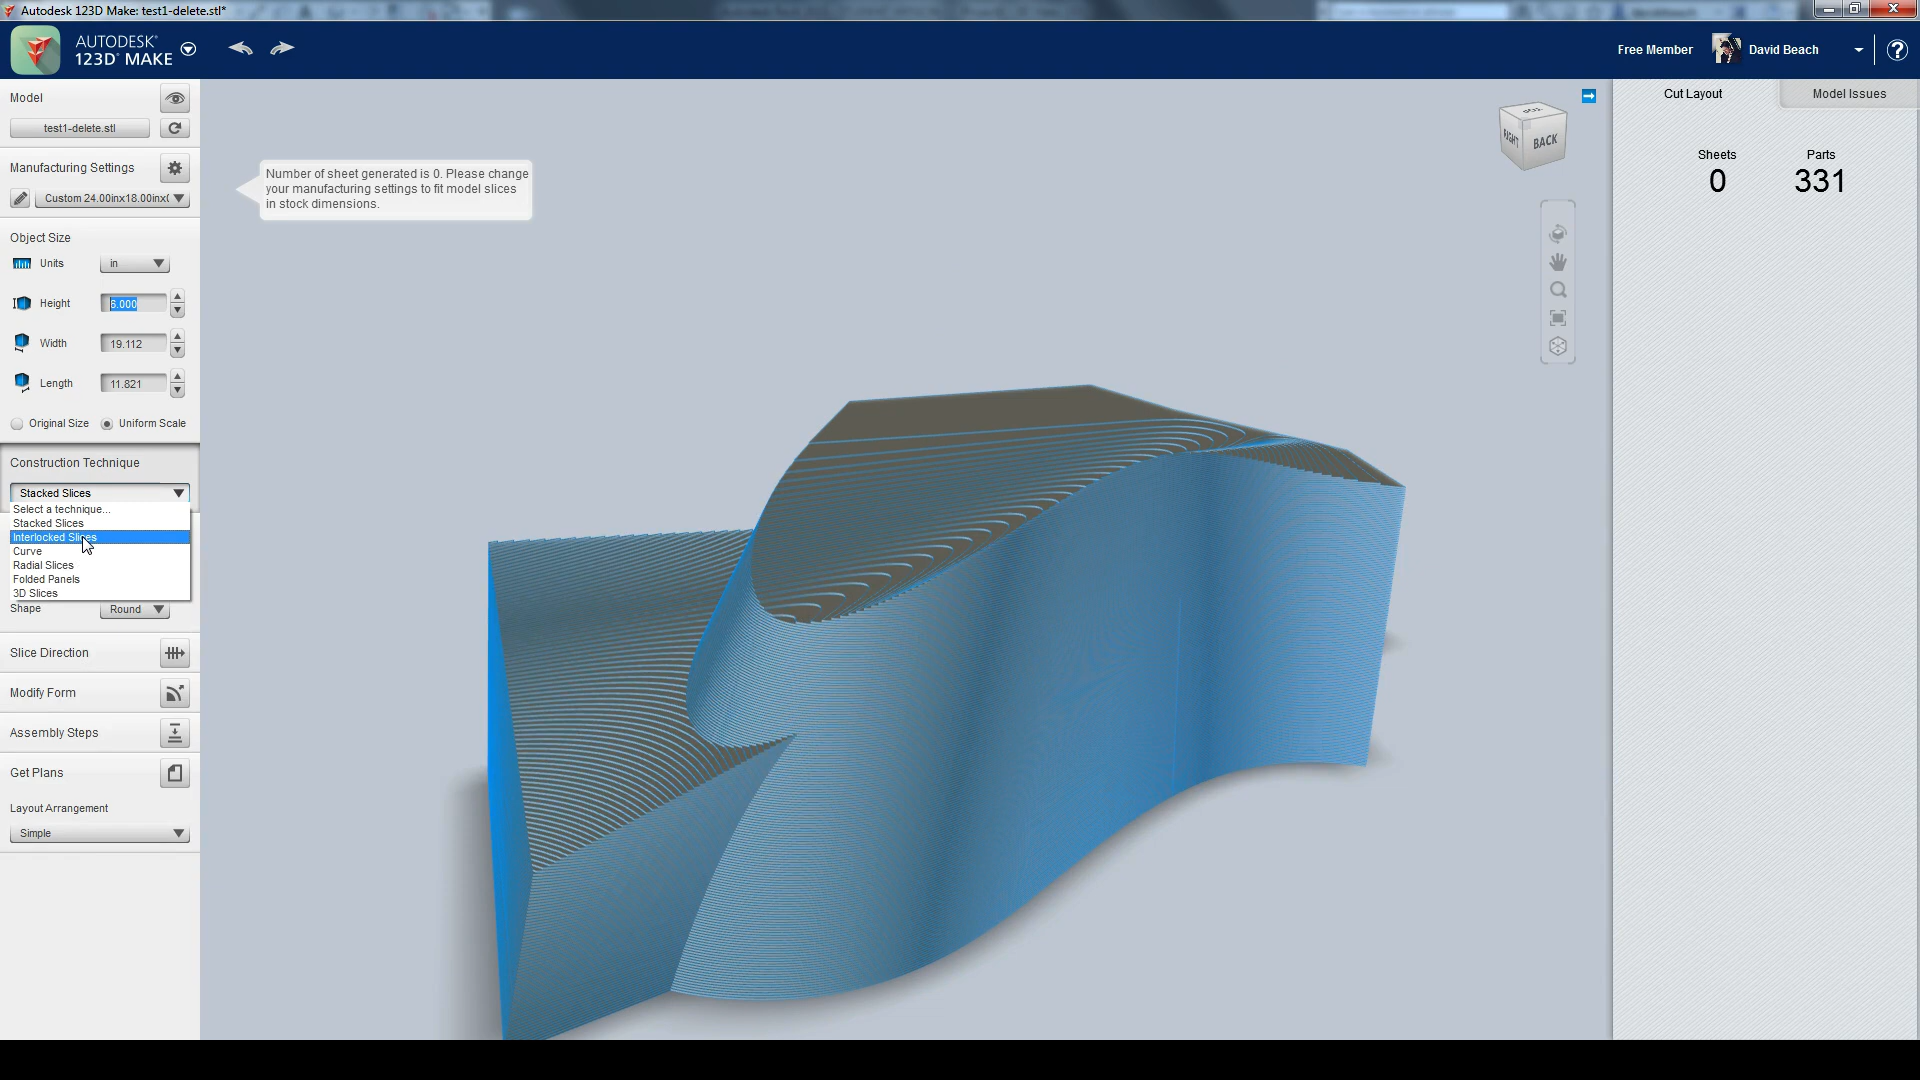 Autodesk 123D Make: test1-delete.stl*
AUTODESK®
123D® MAKE
Free Member
David Beach
?
Model
test1-delete.stl
Manufacturing Settings
Custom 24.00inx18.00inx(
Number of sheet generated is 0. Please change
your manufacturing settings to fit model slices
in stock dimensions.
Object Size
Units
in
Height
6.000
Width
19.112
Length
11.821
Original Size
Uniform Scale
Construction Technique
Stacked Slices
Select a technique...
Stacked Slices
Interlocked Slices
Curve
Radial Slices
Folded Panels
3D Slices
Shape
Round
Slice Direction
Modify Form
Assembly Steps
Get Plans
Layout Arrangement
Simple
TOP
RIGHT
BACK
Cut Layout
Model Issues
Sheets
Parts
0
331